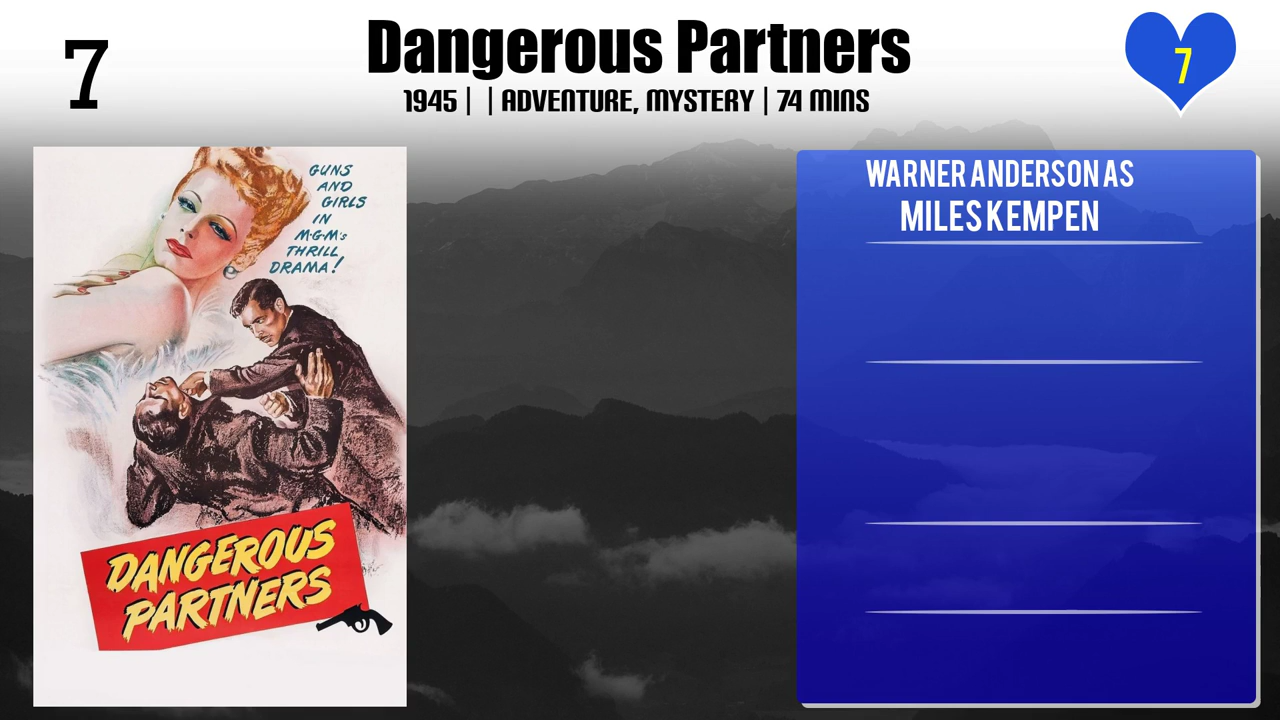 7
Dangerous Partners
1945 | | ADVENTURE, MYSTERY | 74 MINS
7
GUNS
AND
GIRLS
IN
M-G-M's
THRILL
DRAMA!
DANGEROUS
PARTNERS
WARNER ANDERSON AS
MILES KEMPEN